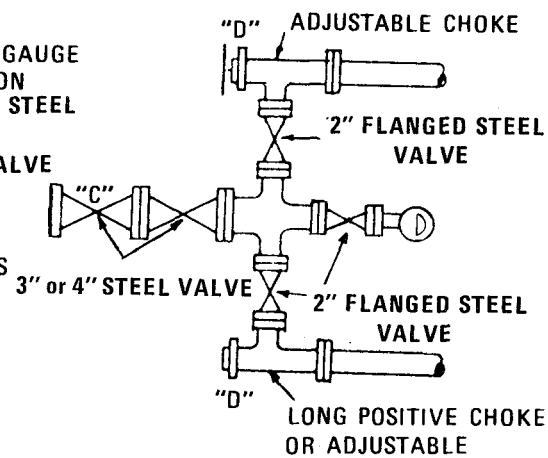 "D"
ADJUSTABLE CHOKE
GAUGE
ON
STEEL
2" FLANGED STEEL
VALVE
ALVE
"C"
S
3" or 4" STEEL VALVE
2" FLANGED STEEL
VALVE
"D"
LONG POSITIVE CHOKE
OR ADJUSTABLE